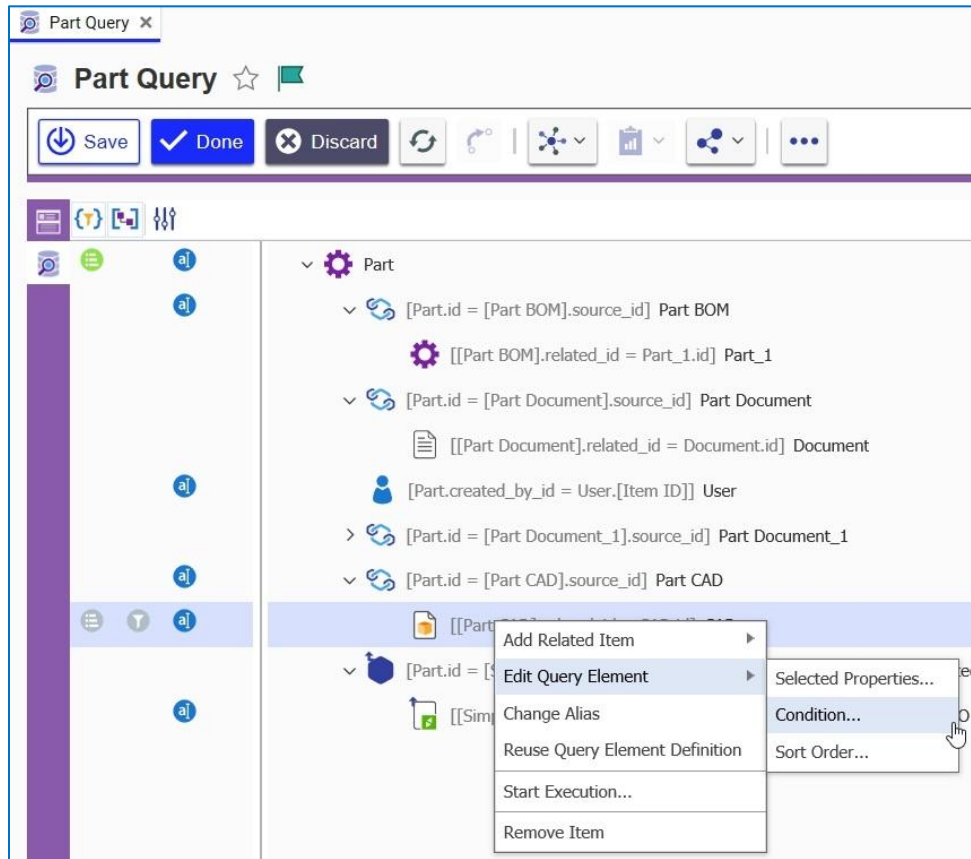 Part Query
Part Query
Save Done Discard
Part
[Part.id = [Part BOM].source_id] Part BOM
[[Part BOM].related_id = Part_1.id] Part_1
[Part.id = [Part Document].source_id] Part Document
[[Part Document].related_id = Document.id] Document
[Part.created_by_id = User.[Item ID]] User
[Part.id = [Part Document_1].source_id] Part Document_1
[Part.id = [Part CAD].source_id] Part CAD
[[Part
Add Related Item
[Part.id = [S Edit Query Element Selected Properties...
[[Simp Change Alias Condition...
Reuse Query Element Definition Sort Order...
Start Execution...
Remove Item